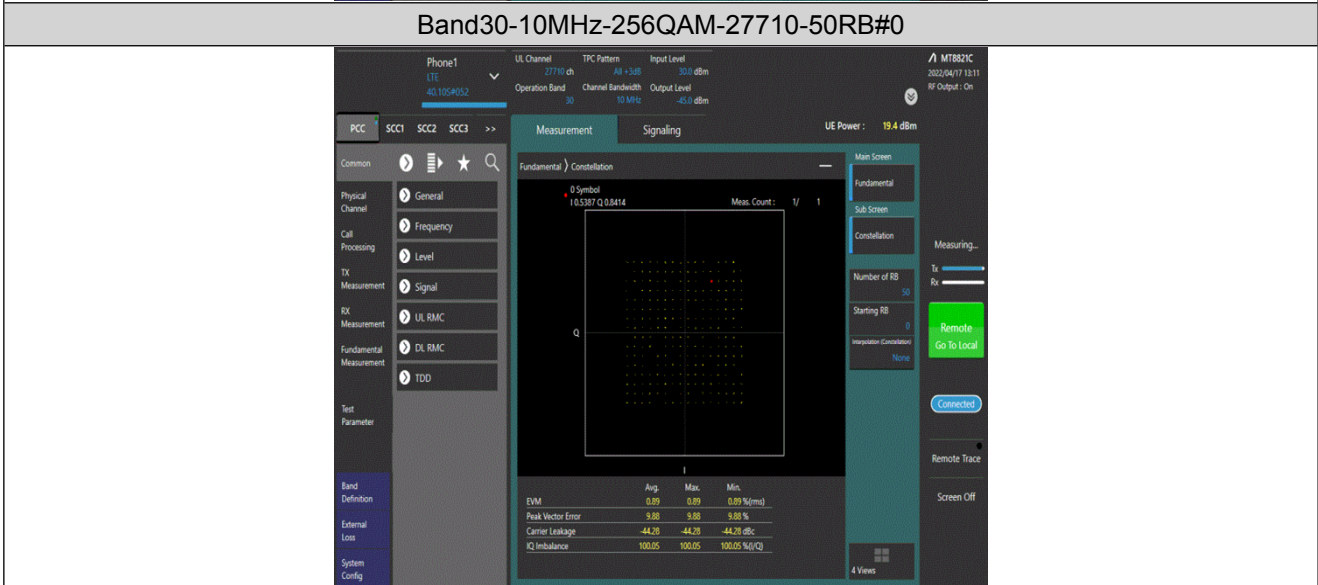 Band30-10MHz-256QAM-27710-50RB#0
Phone1
LTE
40.10S#052
UL Channel TPC Pattern Input Level
27710 ch All +3dB 30.0 dBm
Operation Band Channel Bandwidth Output Level
30 10 MHz -45.0 dBm
MT8821C
2022/04/17 13:11
RF Output : On
PCC SCC1 SCC2 SCC3 >>
Measurement Signaling
UE Power : 19.4 dBm
Common
Physical
Channel
Call
Processing
TX
Measurement
RX
Measurement
Fundamental
Measurement
Test
Parameter
Band
Definition
External
Loss
System
Config
General
Frequency
Level
Signal
UL RMC
DL RMC
TDD
Fundamental 〉 Constellation
0 Symbol
I 0.5387 Q 0.8414 Meas. Count : 1/ 1
Q
I
Avg. Max. Min.
EVM 0.89 0.89 0.89 %(rms)
Peak Vector Error 9.88 9.88 9.88 %
Carrier Leakage -44.28 -44.28 -44.28 dBc
IQ Imbalance 100.05 100.05 100.05 %(I/Q)
Main Screen
Fundamental
Sub Screen
Constellation
Number of RB
50
Starting RB
0
Interpolation (Constellation)
None
4 Views
Measuring...
Tx
Rx
Remote
Go To Local
Connected
Remote Trace
Screen Off